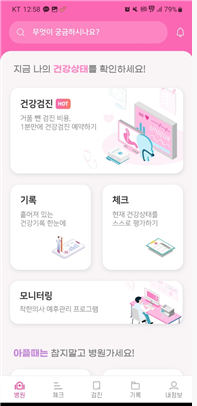 KT 12:58
79%
무엇이 궁금하시나요?
지금 나의 건강상태를 확인하세요!
건강검진 HOT
거품 뺀 검진 비용,
1분만에 건강검진 예약하기
기록
흩어져 있는
건강기록 한눈에
체크
현재 건강상태를
스스로 평가하기
모니터링
착한의사 예후관리 프로그램
아플때는 참지말고 병원가세요!
병원 체크 검진 기록 내정보